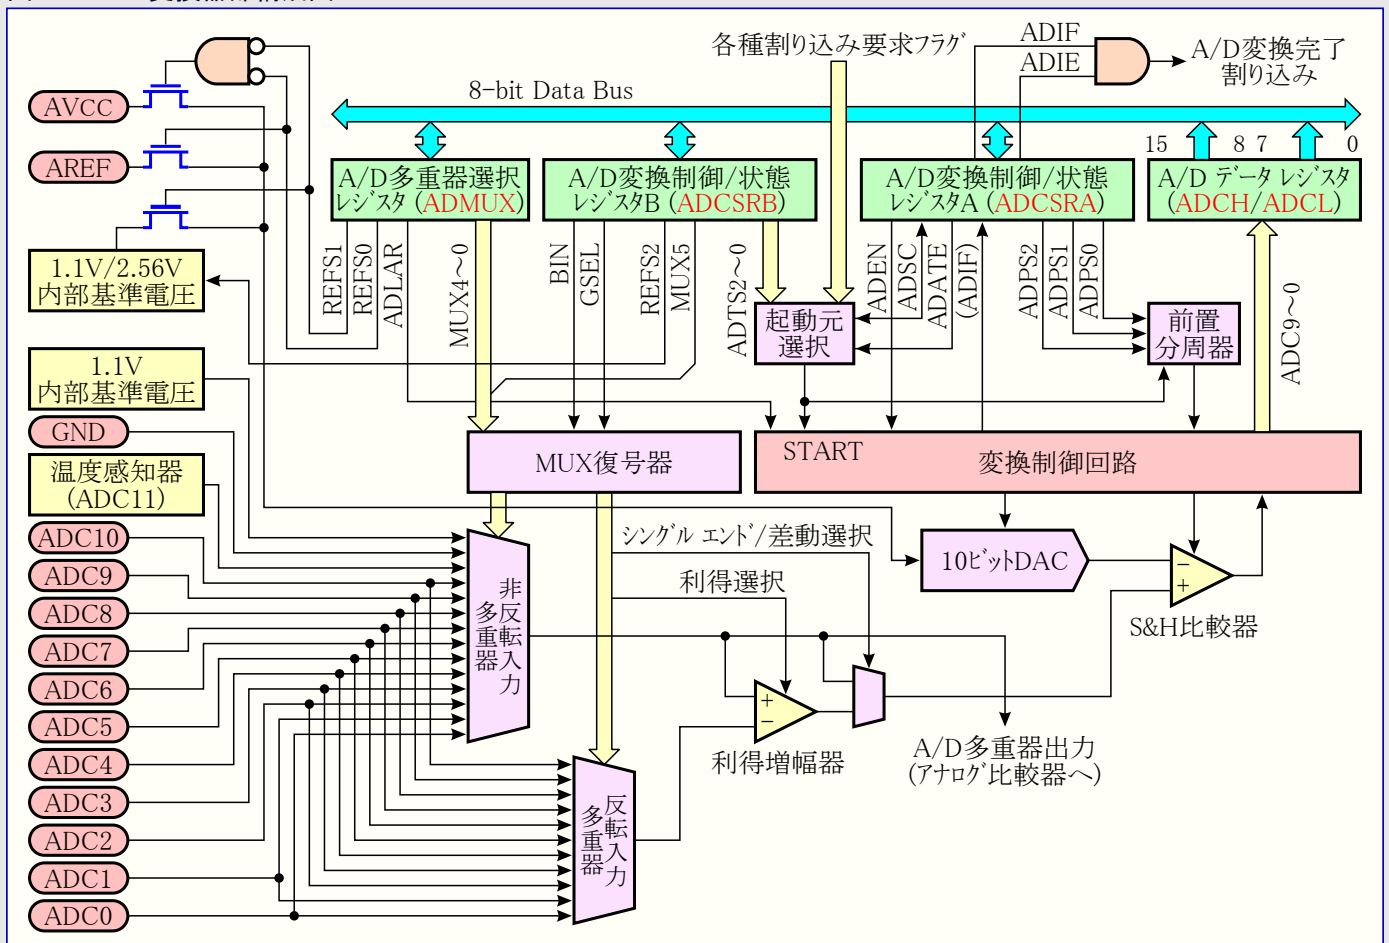 各種割り込み要求フラグ
ADIF
ADIE
A/D変換完了
割り込み
8-bit Data Bus
AVCC
AREF
15 8 7 0
A/D多重器選択
レジスタ (ADMUX)
A/D変換制御/状態
レジスタB (ADCSRB)
A/D変換制御/状態
レジスタA (ADCSRA)
A/D データ レジスタ
(ADCH/ADCL)
1.1V/2.56V
内部基準電圧
REFS1
REFS0
ADLAR
MUX4～0
BIN
GSEL
REFS2
MUX5
ADTS2～0
起動元
選択
ADEN
ADSC
ADATE
(ADIF)
ADPS2
ADPS1
ADPS0
前置
分周器
ADC9～0
1.1V
内部基準電圧
GND
温度感知器
(ADC11)
MUX復号器
START
変換制御回路
ADC10
ADC9
ADC8
ADC7
ADC6
ADC5
ADC4
ADC3
ADC2
ADC1
ADC0
シングル エンド/差動選択
利得選択
10ビットDAC
−
+
S&H比較器
非反転入力
多重器
+
−
利得増幅器
A/D多重器出力
(アナログ比較器へ)
反転入力
多重器